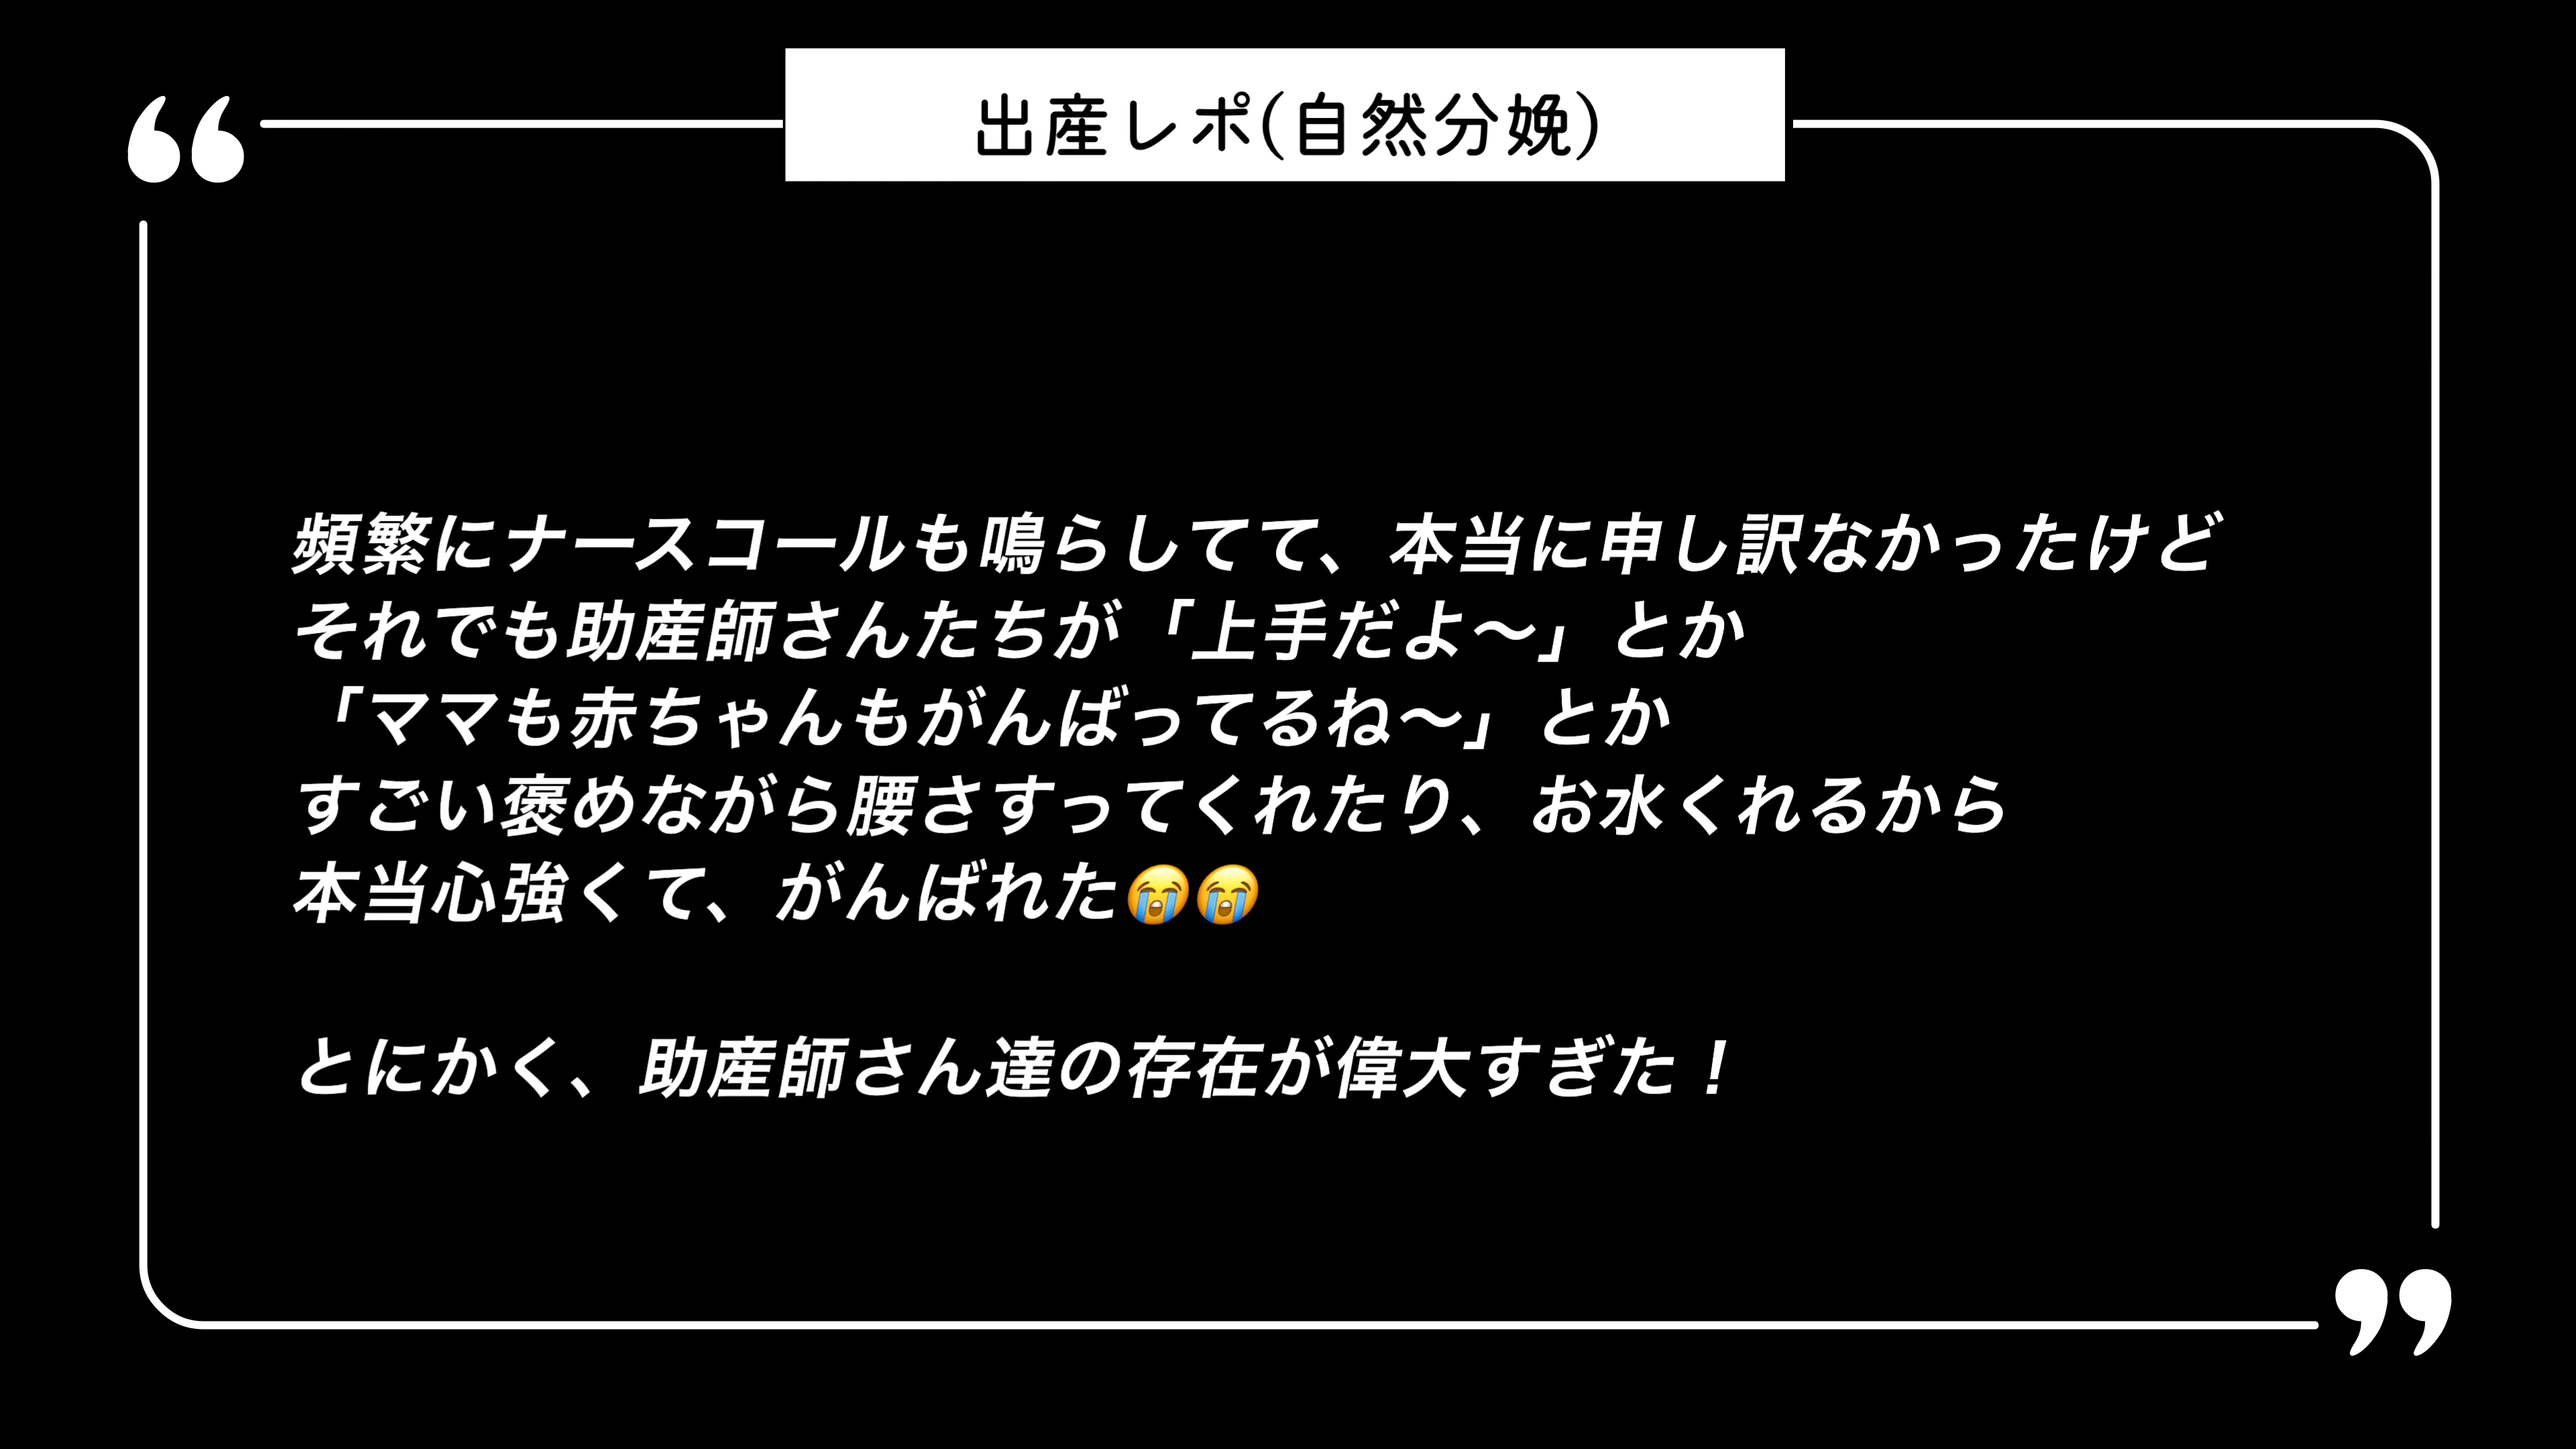 出産レポ(自然分娩)
頻繁にナースコールも鳴らしてて、本当に申し訳なかったけど
それでも助産師さんたちが「上手だよ〜」とか
「ママも赤ちゃんもがんばってるね〜」とか
すごい褒めながら腰さすってくれたり、お水くれるから
本当心強くて、がんばれた😭😭
とにかく、助産師さん達の存在が偉大すぎた！